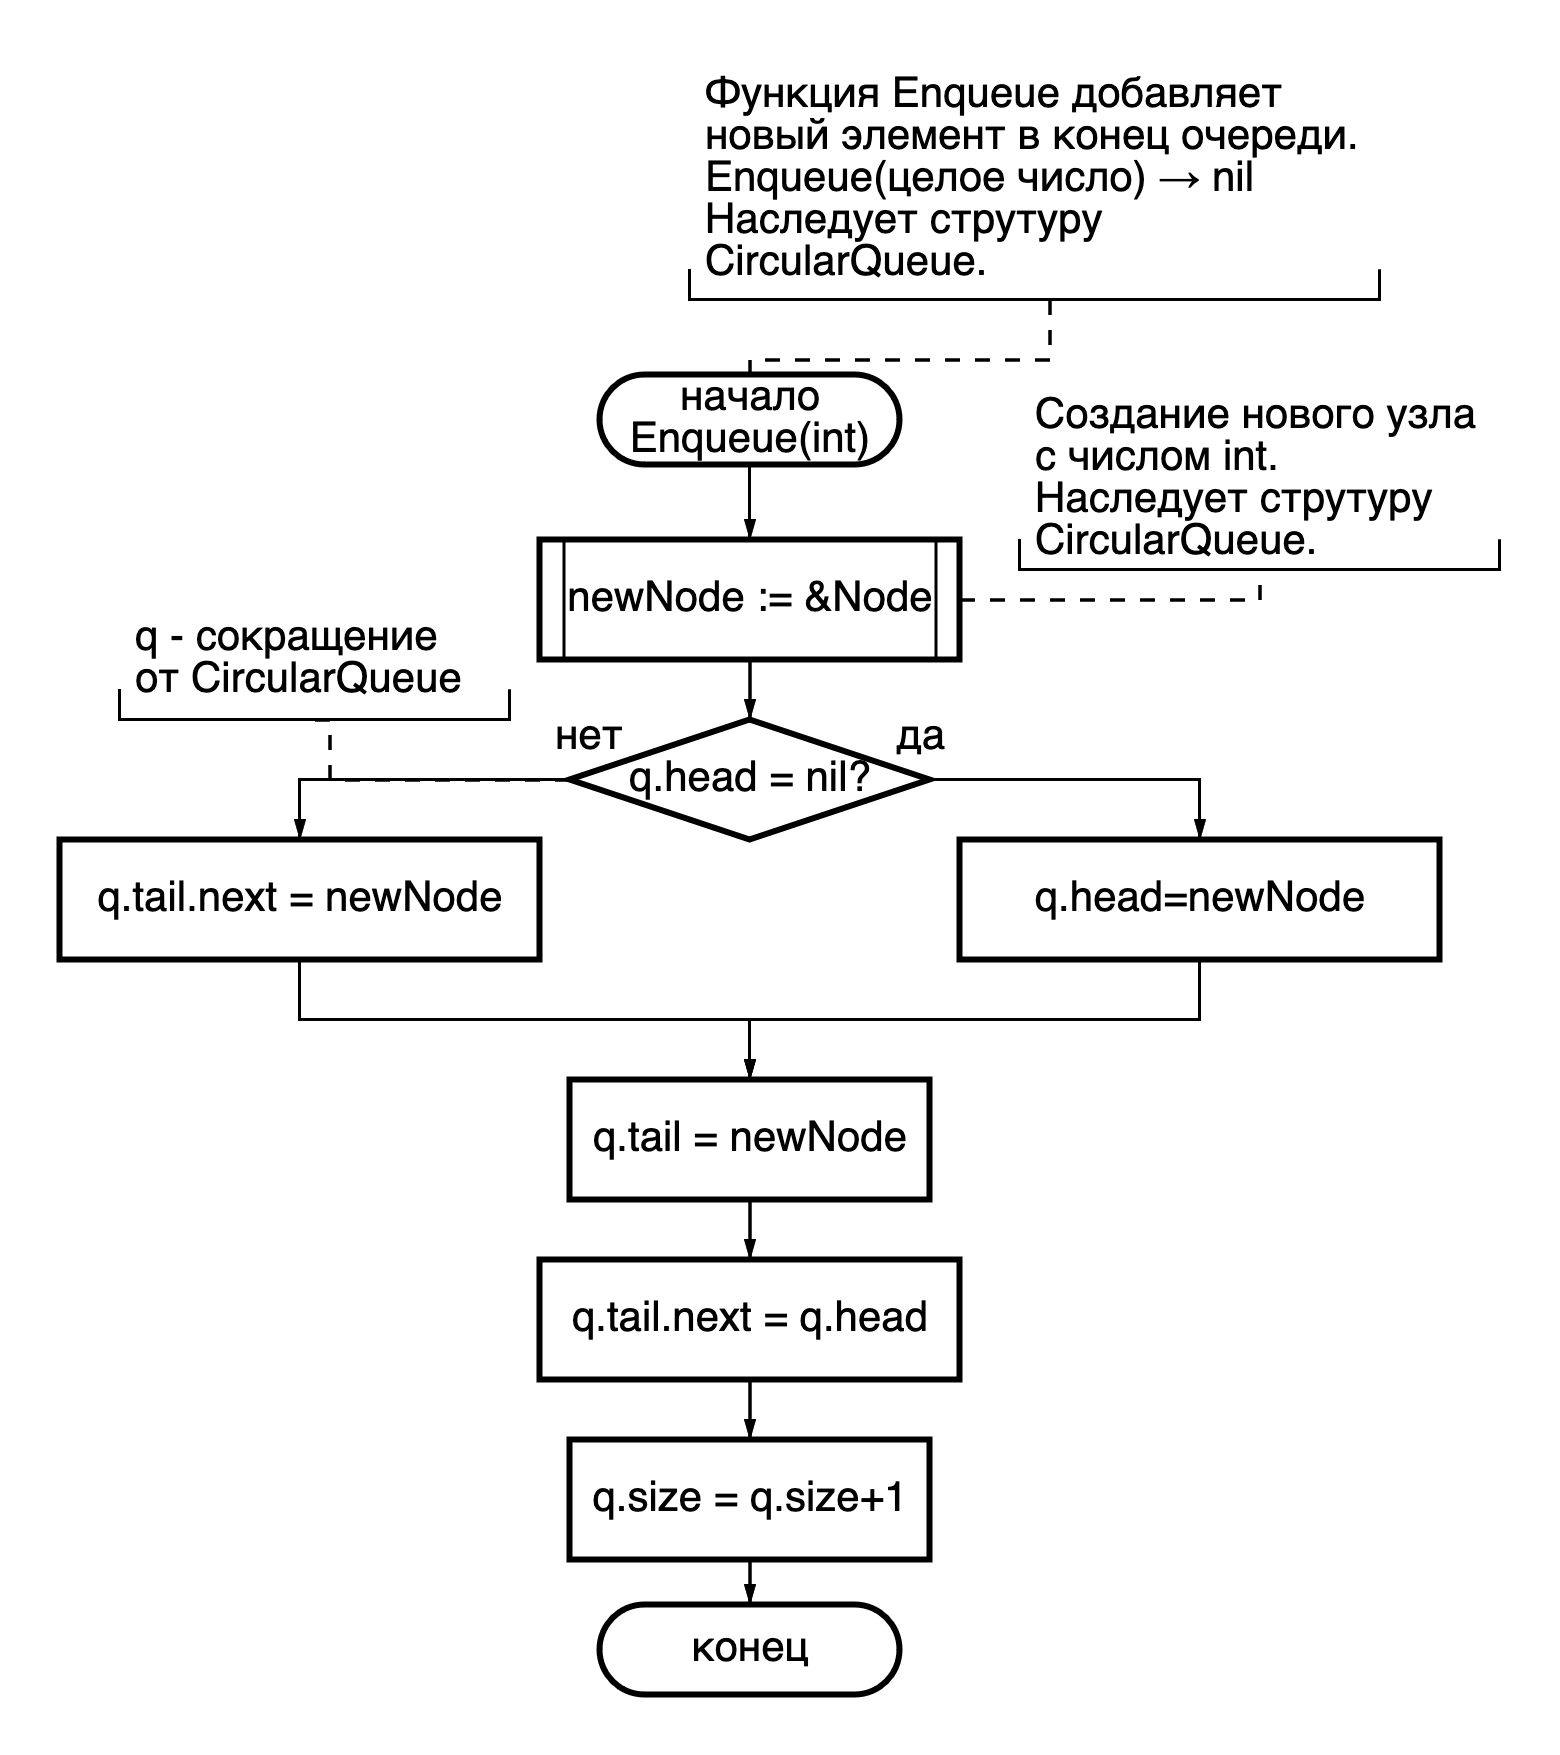 Функция Enqueue добавляет
новый элемент в конец очереди.
Enqueue(целое число) → nil
Наследует струтуру
CircularQueue.
начало
Enqueue(int)
Создание нового узла
с числом int.
Наследует струтуру
CircularQueue.
newNode := &Node
q - сокращение
от CircularQueue
нет
да
q.head = nil?
q.tail.next = newNode
q.head=newNode
q.tail = newNode
q.tail.next = q.head
q.size = q.size+1
конец